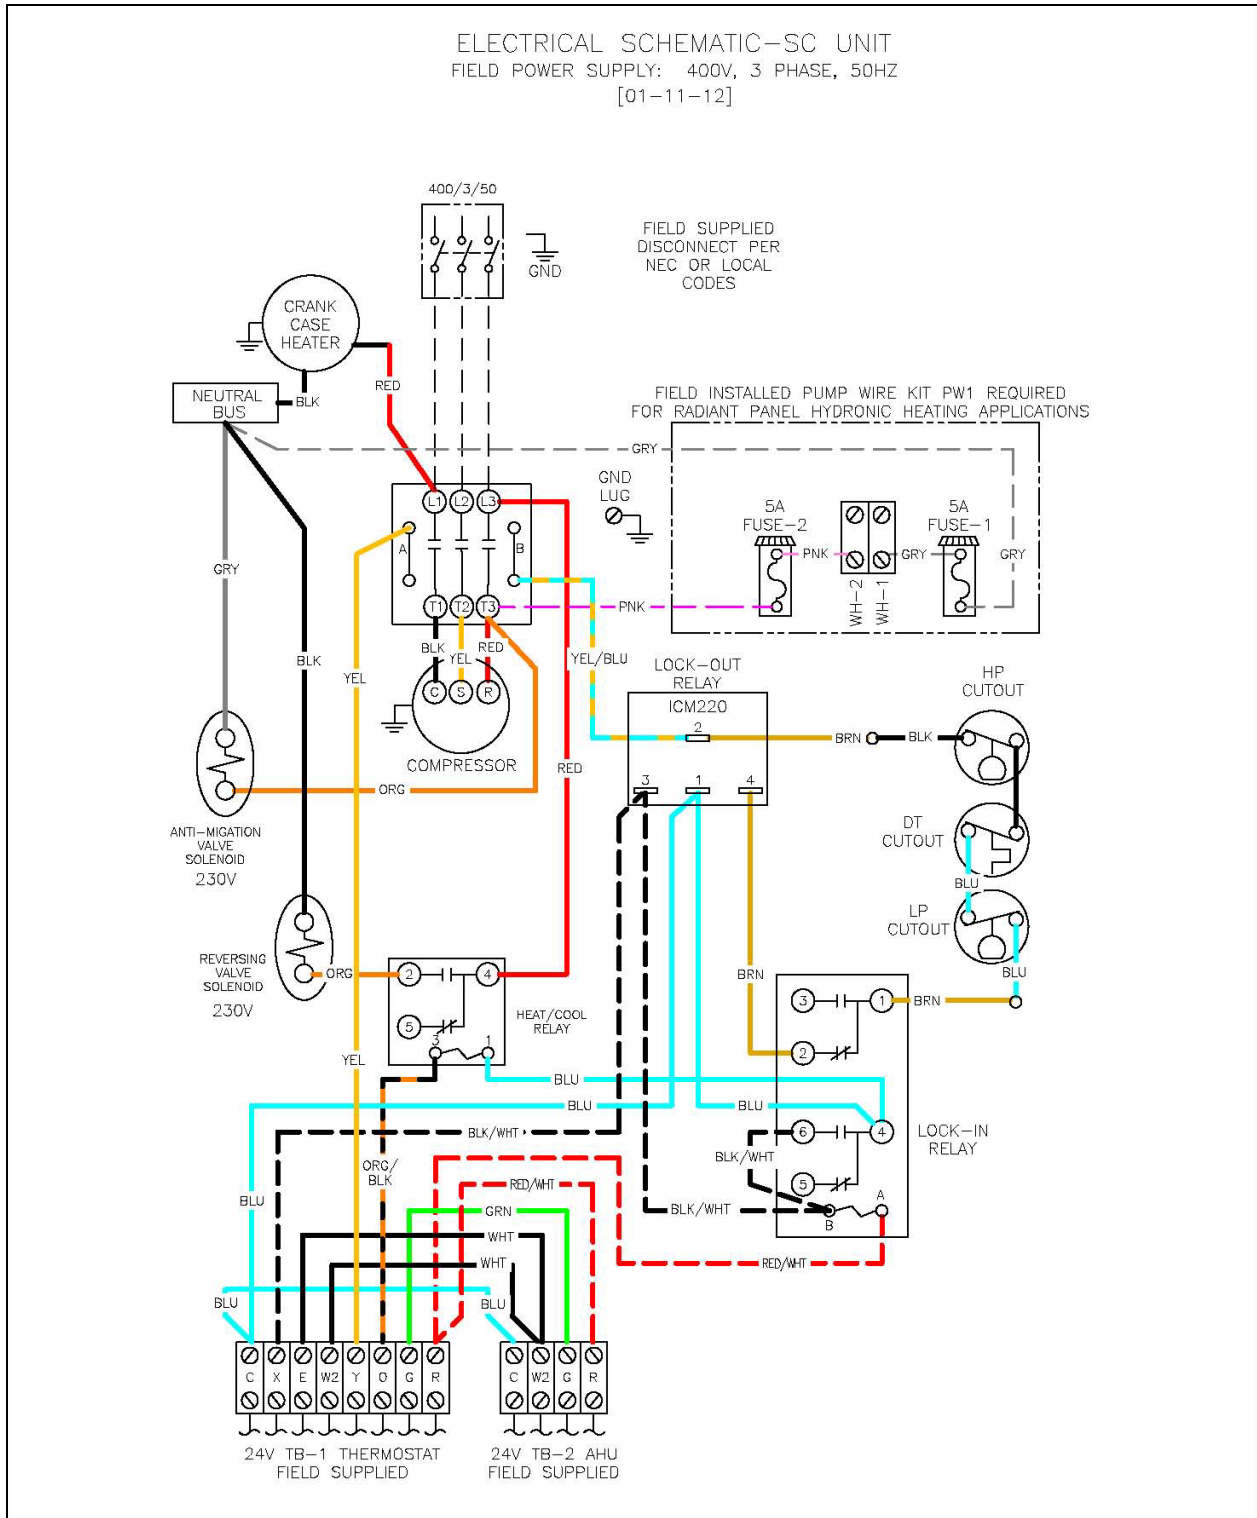 ELECTRICAL SCHEMATIC-SC UNIT
FIELD POWER SUPPLY: 400V, 3 PHASE, 50HZ
[01-11-12]
400/3/50
GND
FIELD SUPPLIED
DISCONNECT PER
NEC OR LOCAL
CODES
CRANK
CASE
HEATER
RED
NEUTRAL
BUS
BLK
FIELD INSTALLED PUMP WIRE KIT PW1 REQUIRED
FOR RADIANT PANEL HYDRONIC HEATING APPLICATIONS
GRY
GND
LUG
L1 L2 L3
A
B
5A
FUSE-2
5A
FUSE-1
PNK
GRY
GRY
WH-2
WH-1
GRY
T1 T2 T3
PNK
BLK
YEL
RED
YEL/BLU
BLK
YEL
C S R
COMPRESSOR
LOCK-OUT
RELAY
ICM220
2
3 1 4
HP
CUTOUT
BRN
BLK
RED
ORG
ANTI-MIGATION
VALVE
SOLENOID
230V
DT
CUTOUT
BLU
LP
CUTOUT
BLU
REVERSING
VALVE
SOLENOID
230V
ORG
2 4
5
3 1
HEAT/COOL
RELAY
BRN
3 1
2
BRN
YEL
BLU
BLU
BLU
6 4
5
A
B
LOCK-IN
RELAY
BLK/WHT
BLK/WHT
ORG/
BLK
BLU
RED/WHT
GRN
BLK/WHT
WHT
WHT
RED/WHT
BLU
BLU
C X E W2 Y O G R
C W2 G R
24V TB-1 THERMOSTAT
FIELD SUPPLIED
24V TB-2 AHU
FIELD SUPPLIED